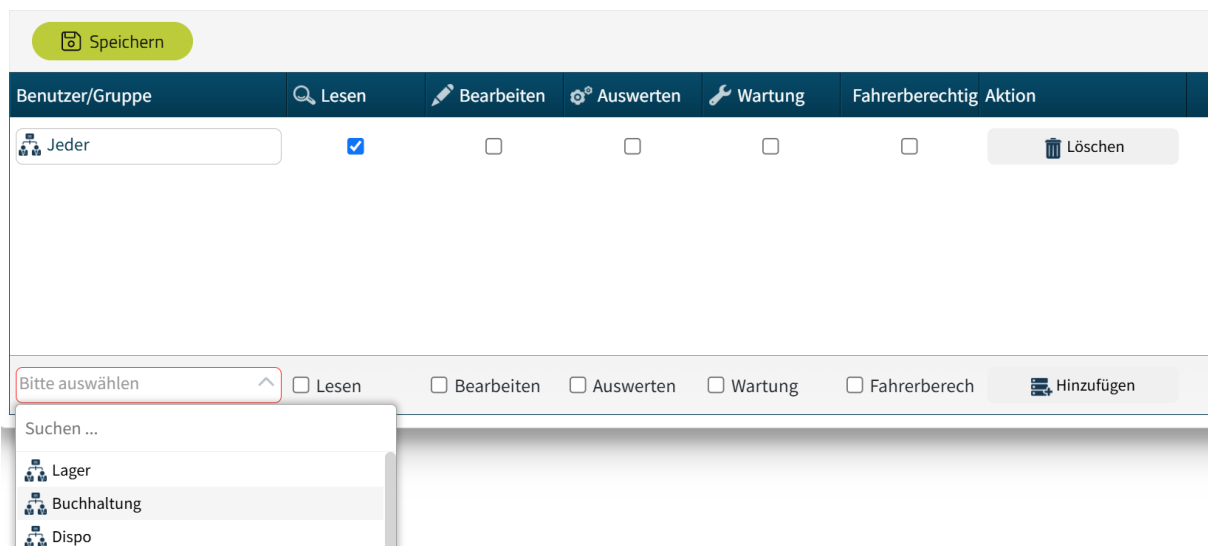 Speichern
Benutzer/Gruppe Lesen Bearbeiten Auswerten Wartung Fahrerberechtig Aktion
Jeder Löschen
Bitte auswählen Lesen Bearbeiten Auswerten Wartung Fahrerberech Hinzufügen
Suchen ...
Lager
Buchhaltung
Dispo